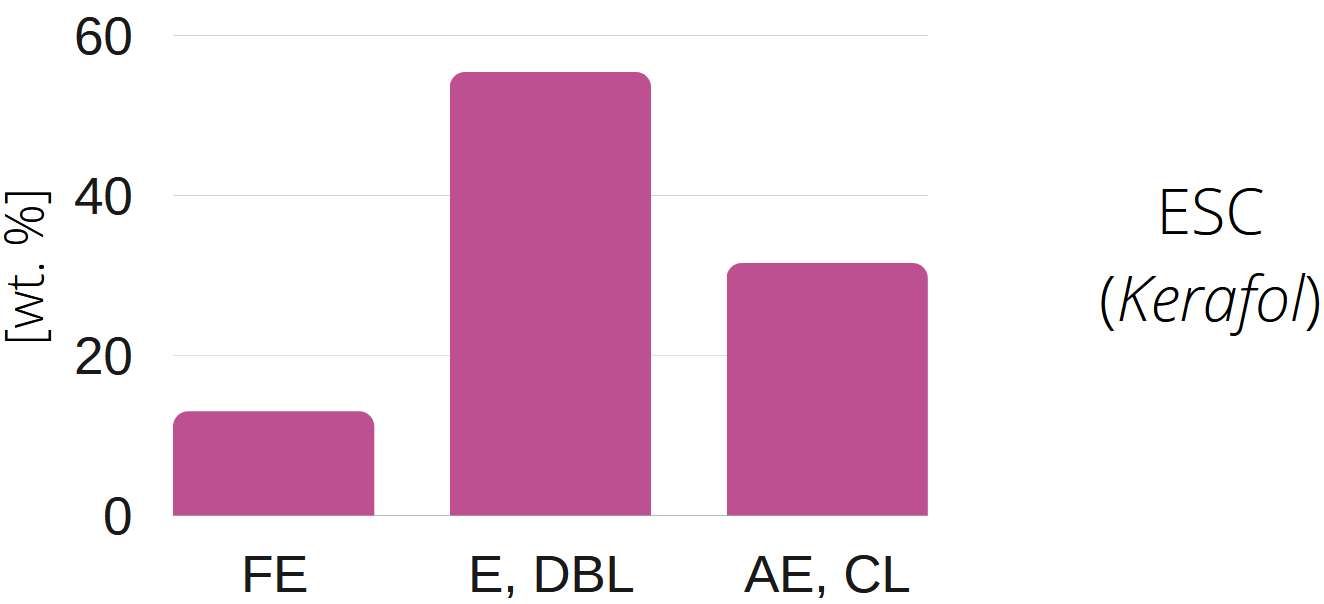 60
40
20
0
[wt. %]
FE
E, DBL
AE, CL
ESC
(Kerafol)